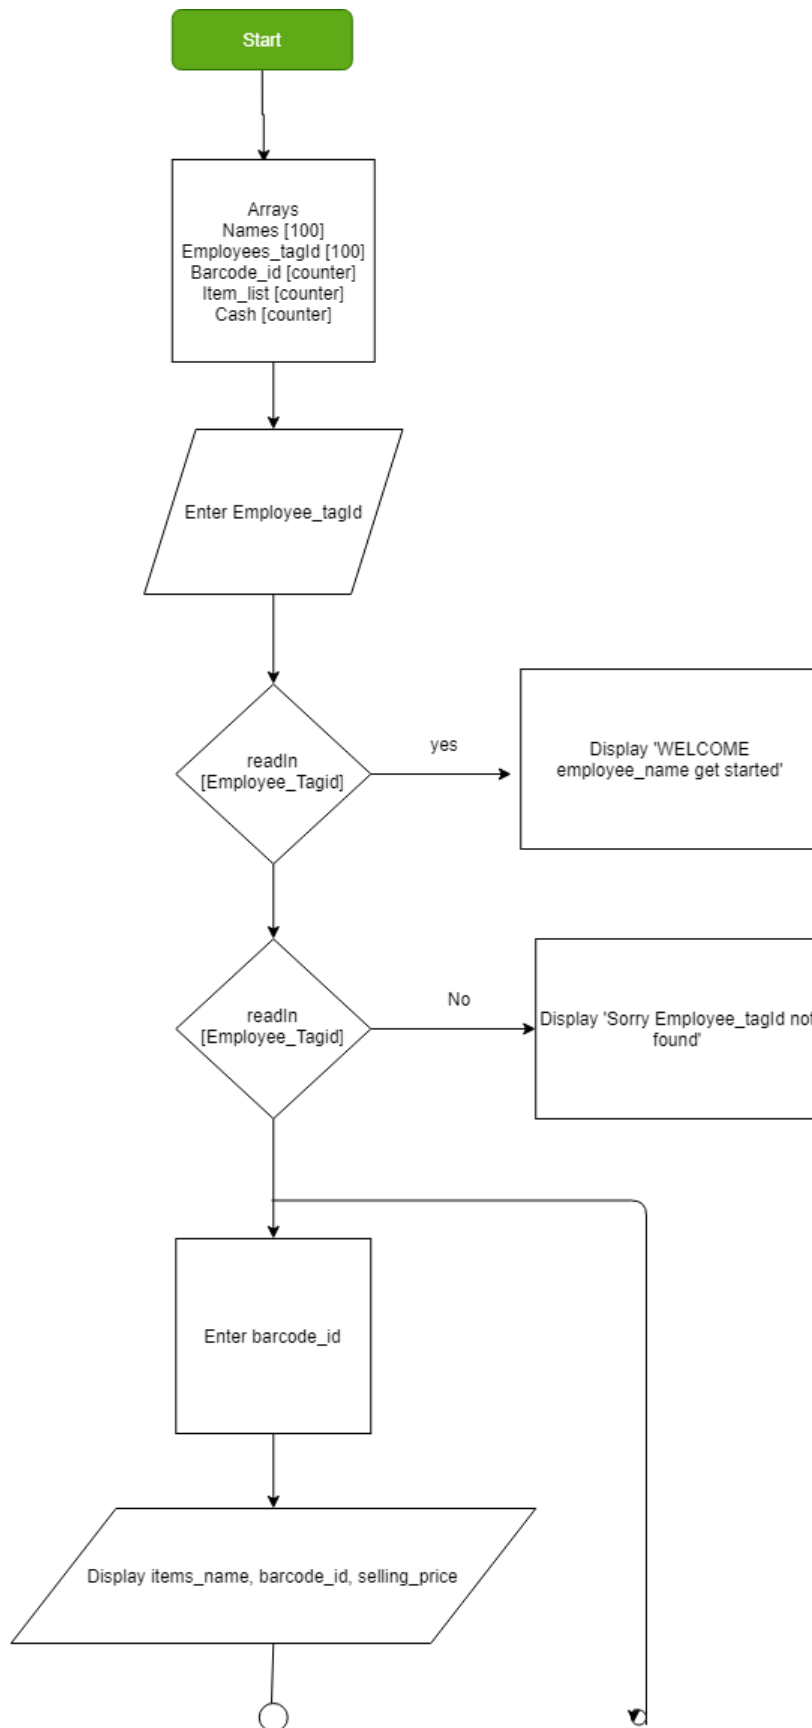 Start
Arrays
Names [100]
Employees_tagId [100]
Barcode_id [counter]
Item_list [counter]
Cash [counter]
Enter Employee_tagId
readIn
[Employee_Tagid]
yes
Display 'WELCOME
employee_name get started'
readIn
[Employee_Tagid]
No
Display 'Sorry Employee_tagId not
found'
Enter barcode_id
Display items_name, barcode_id, selling_price